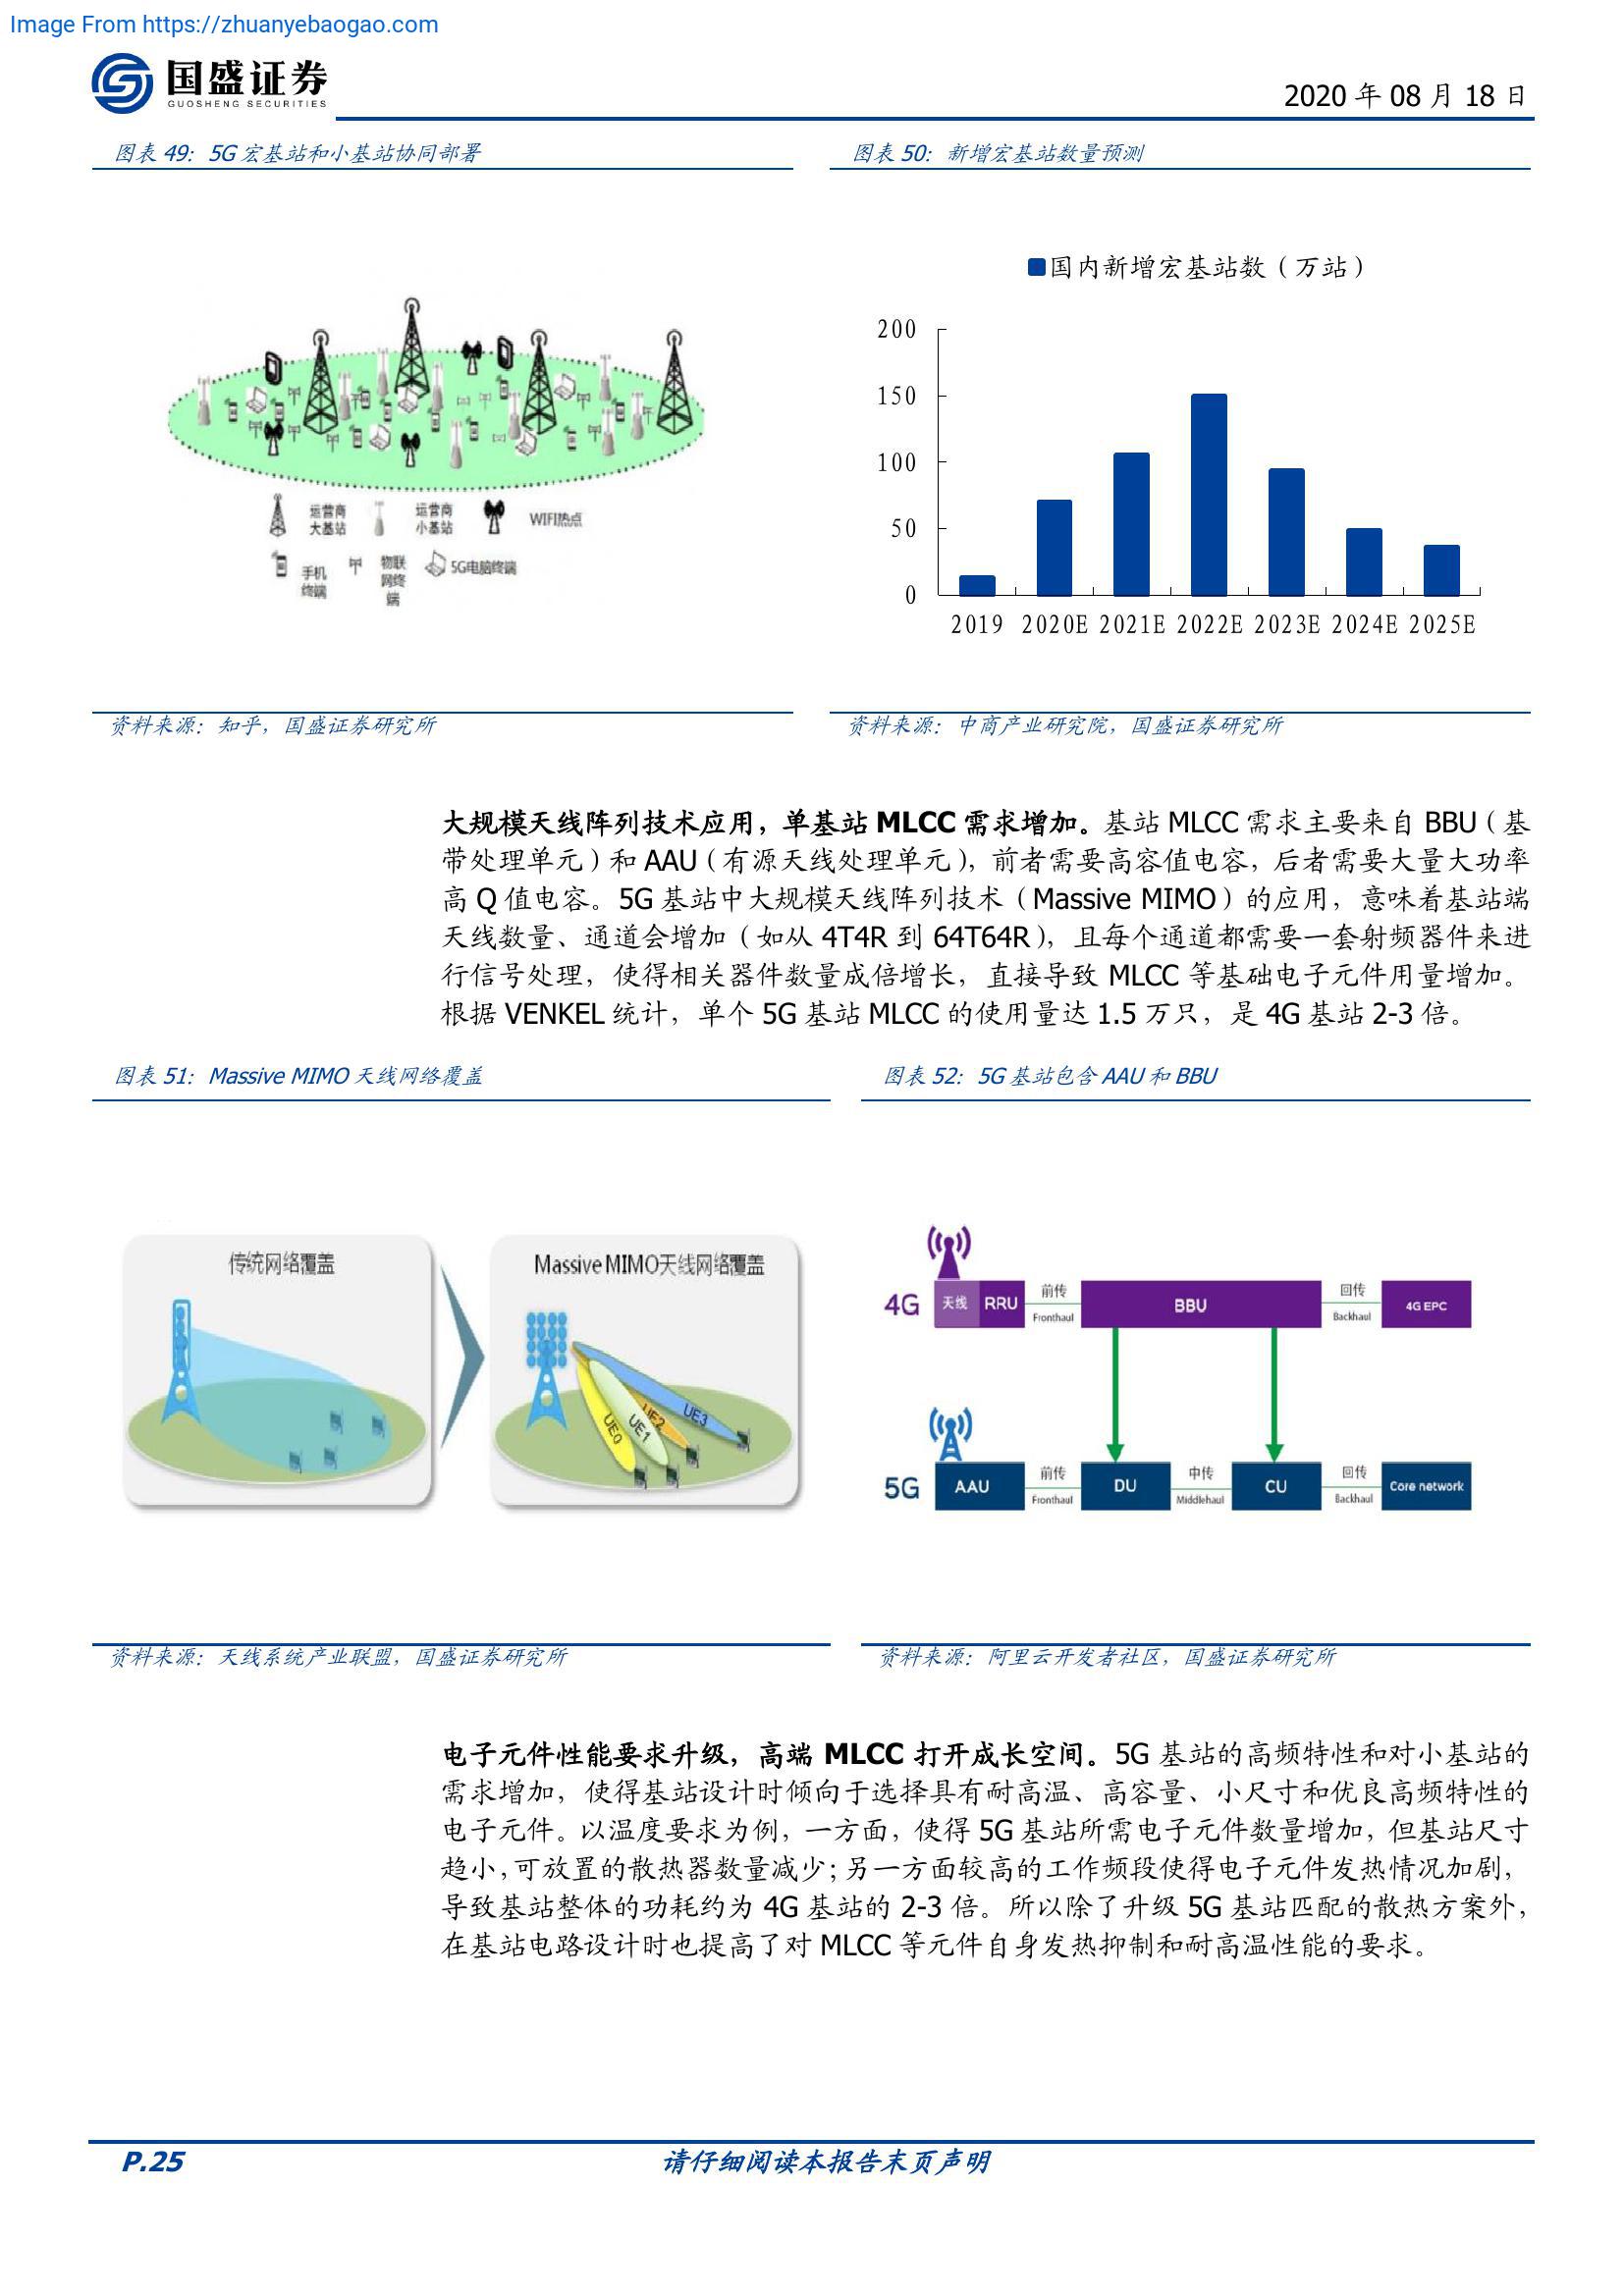 Image From https://zhuanyebaogao.com
国盛证券
GUOSHENG SECURITIES
2020 年 08 月 18 日
图表 49：5G 宏基站和小基站协同部署
图表 50：新增宏基站数量预测
运营商
大基站
运营商
小基站
WIFI热点
手机
终端
物联
网终
端
5G电脑终端
国内新增宏基站数（万站）
200
150
100
50
0
2019 2020E 2021E 2022E 2023E 2024E 2025E
资料来源：知乎，国盛证券研究所
资料来源：中商产业研究院，国盛证券研究所
大规模天线阵列技术应用，单基站 MLCC 需求增加。基站 MLCC 需求主要来自 BBU（基
带处理单元）和 AAU（有源天线处理单元），前者需要高容值电容，后者需要大量大功率
高 Q 值电容。5G 基站中大规模天线阵列技术（Massive MIMO）的应用，意味着基站端
天线数量、通道会增加（如从 4T4R 到 64T64R），且每个通道都需要一套射频器件来进
行信号处理，使得相关器件数量成倍增长，直接导致 MLCC 等基础电子元件用量增加。
根据 VENKEL 统计，单个 5G 基站 MLCC 的使用量达 1.5 万只，是 4G 基站 2-3 倍。
图表 51：Massive MIMO 天线网络覆盖
图表 52：5G 基站包含 AAU 和 BBU
传统网络覆盖
Massive MIMO天线网络覆盖
UE0
UE1
UE2
UE3
4G
天线
RRU
前传
Fronthaul
BBU
回传
Backhaul
4G EPC
5G
AAU
前传
Fronthaul
DU
中传
Middlehaul
CU
回传
Backhaul
Core network
资料来源：天线系统产业联盟，国盛证券研究所
资料来源：阿里云开发者社区，国盛证券研究所
电子元件性能要求升级，高端 MLCC 打开成长空间。5G 基站的高频特性和对小基站的
需求增加，使得基站设计时倾向于选择具有耐高温、高容量、小尺寸和优良高频特性的
电子元件。以温度要求为例，一方面，使得 5G 基站所需电子元件数量增加，但基站尺寸
趋小，可放置的散热器数量减少；另一方面较高的工作频段使得电子元件发热情况加剧，
导致基站整体的功耗约为 4G 基站的 2-3 倍。所以除了升级 5G 基站匹配的散热方案外，
在基站电路设计时也提高了对 MLCC 等元件自身发热抑制和耐高温性能的要求。
P.25
请仔细阅读本报告末页声明